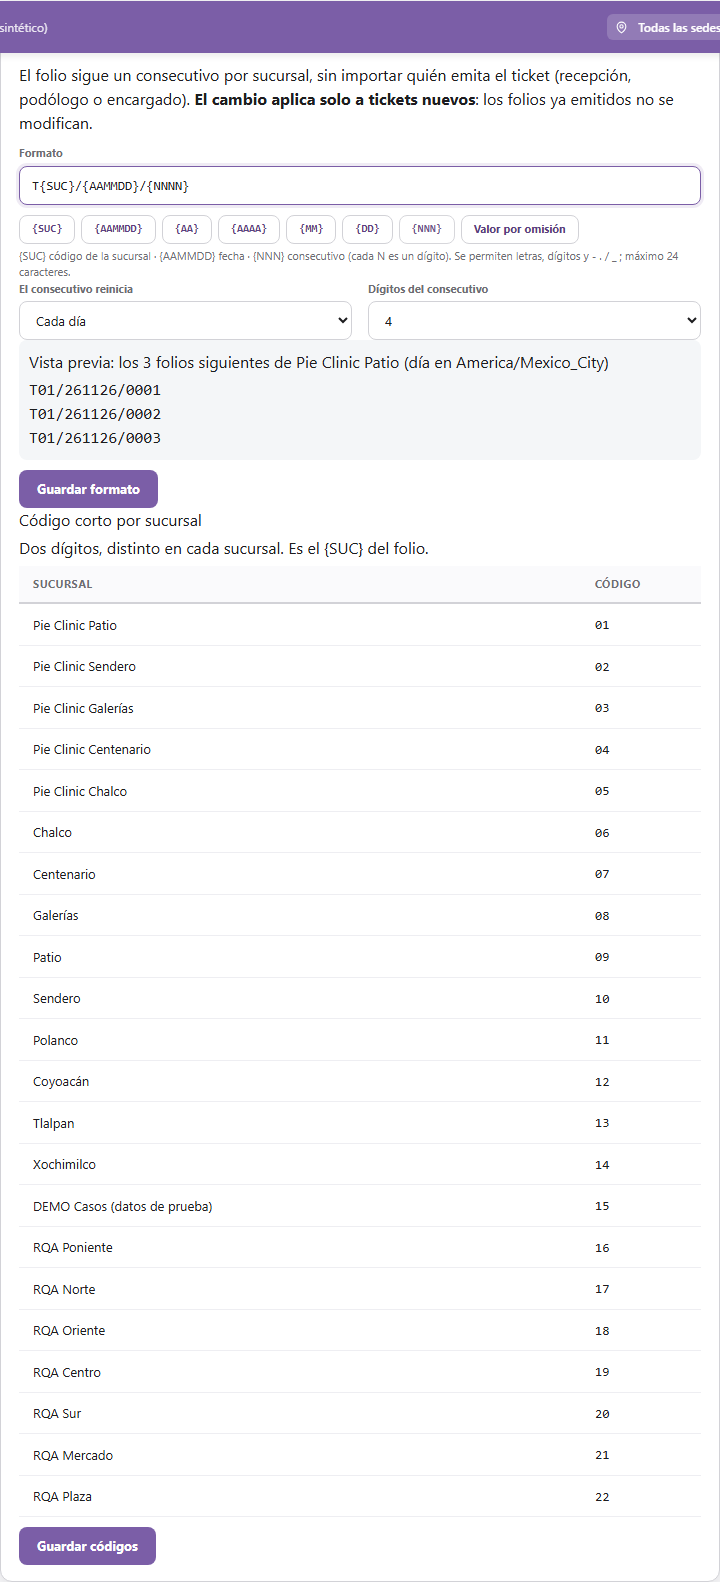 sintético)
Todas las sedes
El folio sigue un consecutivo por sucursal, sin importar quién emita el ticket (recepción,
podólogo o encargado). El cambio aplica solo a tickets nuevos: los folios ya emitidos no se
modifican.
Formato
T{SUC}/{AAMMDD}/{NNNN}
{SUC} {AAMMDD} {AA} {AAAA} {MM} {DD} {NNN} Valor por omisión
{SUC} código de la sucursal · {AAMMDD} fecha · {NNN} consecutivo (cada N es un dígito). Se permiten letras, dígitos y - . / _ ; máximo 24
caracteres.
El consecutivo reinicia Dígitos del consecutivo
Cada día 4
Vista previa: los 3 folios siguientes de Pie Clinic Patio (día en America/Mexico_City)
T01/261126/0001
T01/261126/0002
T01/261126/0003
Guardar formato
Código corto por sucursal
Dos dígitos, distinto en cada sucursal. Es el {SUC} del folio.
SUCURSAL CÓDIGO
Pie Clinic Patio 01
Pie Clinic Sendero 02
Pie Clinic Galerías 03
Pie Clinic Centenario 04
Pie Clinic Chalco 05
Chalco 06
Centenario 07
Galerías 08
Patio 09
Sendero 10
Polanco 11
Coyoacán 12
Tlalpan 13
Xochimilco 14
DEMO Casos (datos de prueba) 15
RQA Poniente 16
RQA Norte 17
RQA Oriente 18
RQA Centro 19
RQA Sur 20
RQA Mercado 21
RQA Plaza 22
Guardar códigos